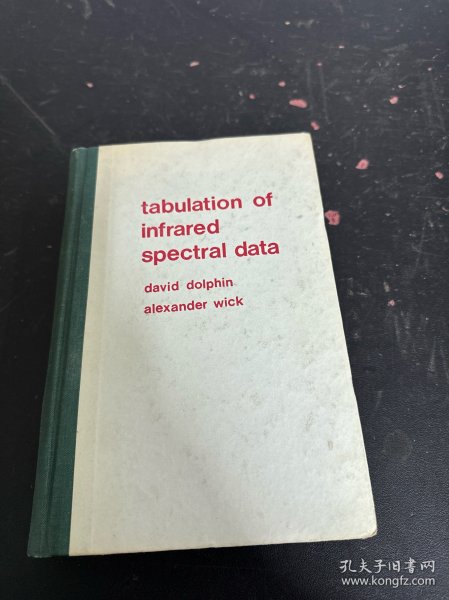 tabulation of
infrared
spectral data
david dolphin
alexander wick
孔夫子旧书网
www.kongfz.com